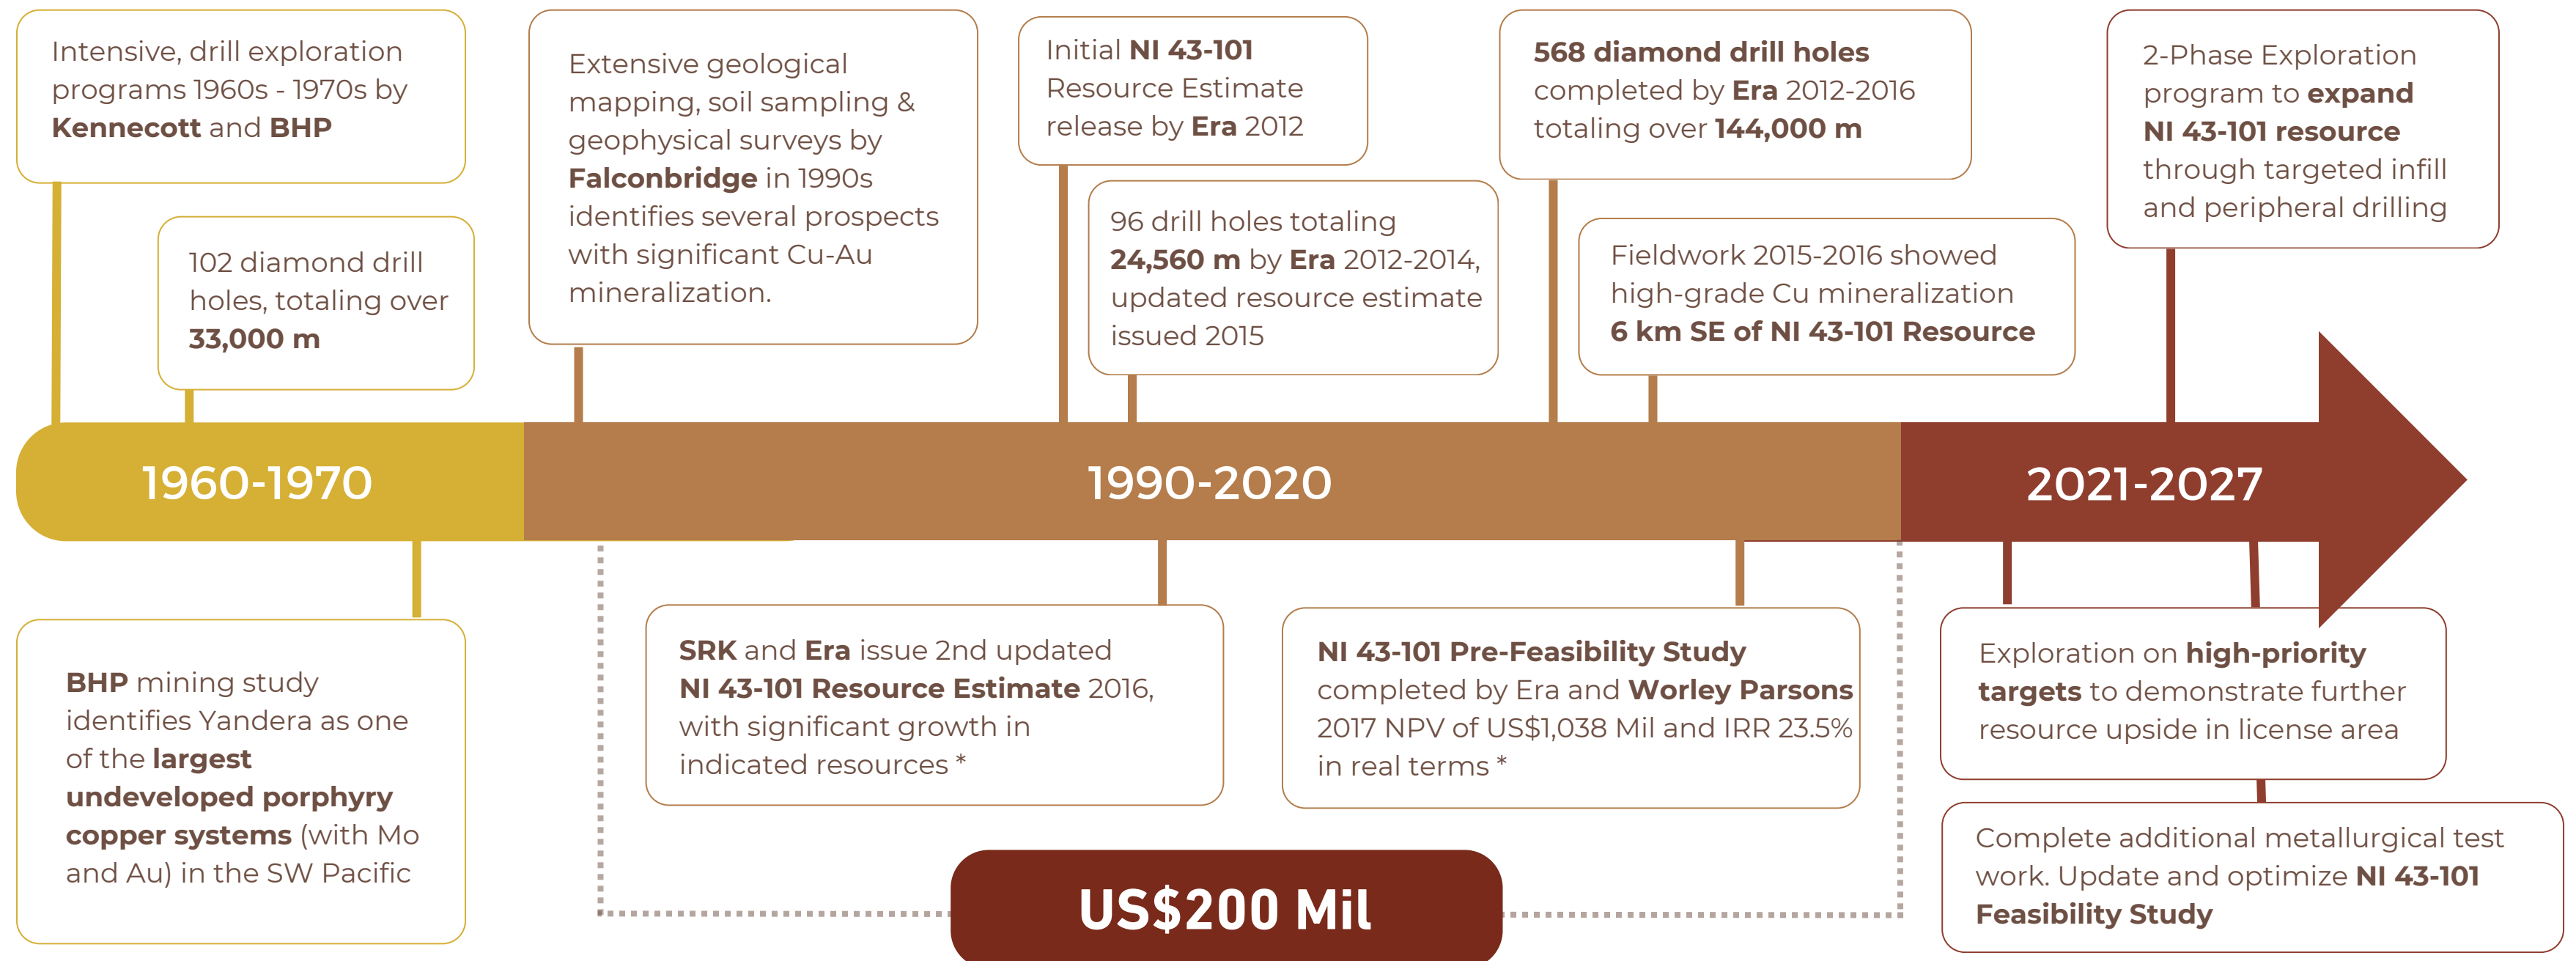 Intensive, drill exploration
programs 1960s - 1970s by
Kennecott and BHP
102 diamond drill
holes, totaling over
33,000 m
Extensive geological
mapping, soil sampling &
geophysical surveys by
Falconbridge in 1990s
identifies several prospects
with significant Cu-Au
mineralization.
Initial NI 43-101
Resource Estimate
release by Era 2012
96 drill holes totaling
24,560 m by Era 2012-2014,
updated resource estimate
issued 2015
568 diamond drill holes
completed by Era 2012-2016
totaling over 144,000 m
Fieldwork 2015-2016 showed
high-grade Cu mineralization
6 km SE of NI 43-101 Resource
2-Phase Exploration
program to expand
NI 43-101 resource
through targeted infill
and peripheral drilling
1960-1970
1990-2020
2021-2027
BHP mining study
identifies Yandera as one
of the largest
undeveloped porphyry
copper systems (with Mo
and Au) in the SW Pacific
SRK and Era issue 2nd updated
NI 43-101 Resource Estimate 2016,
with significant growth in
indicated resources *
NI 43-101 Pre-Feasibility Study
completed by Era and Worley Parsons
2017 NPV of US$1,038 Mil and IRR 23.5%
in real terms *
Exploration on high-priority
targets to demonstrate further
resource upside in license area
Complete additional metallurgical test
work. Update and optimize NI 43-101
Feasibility Study
US$200 Mil